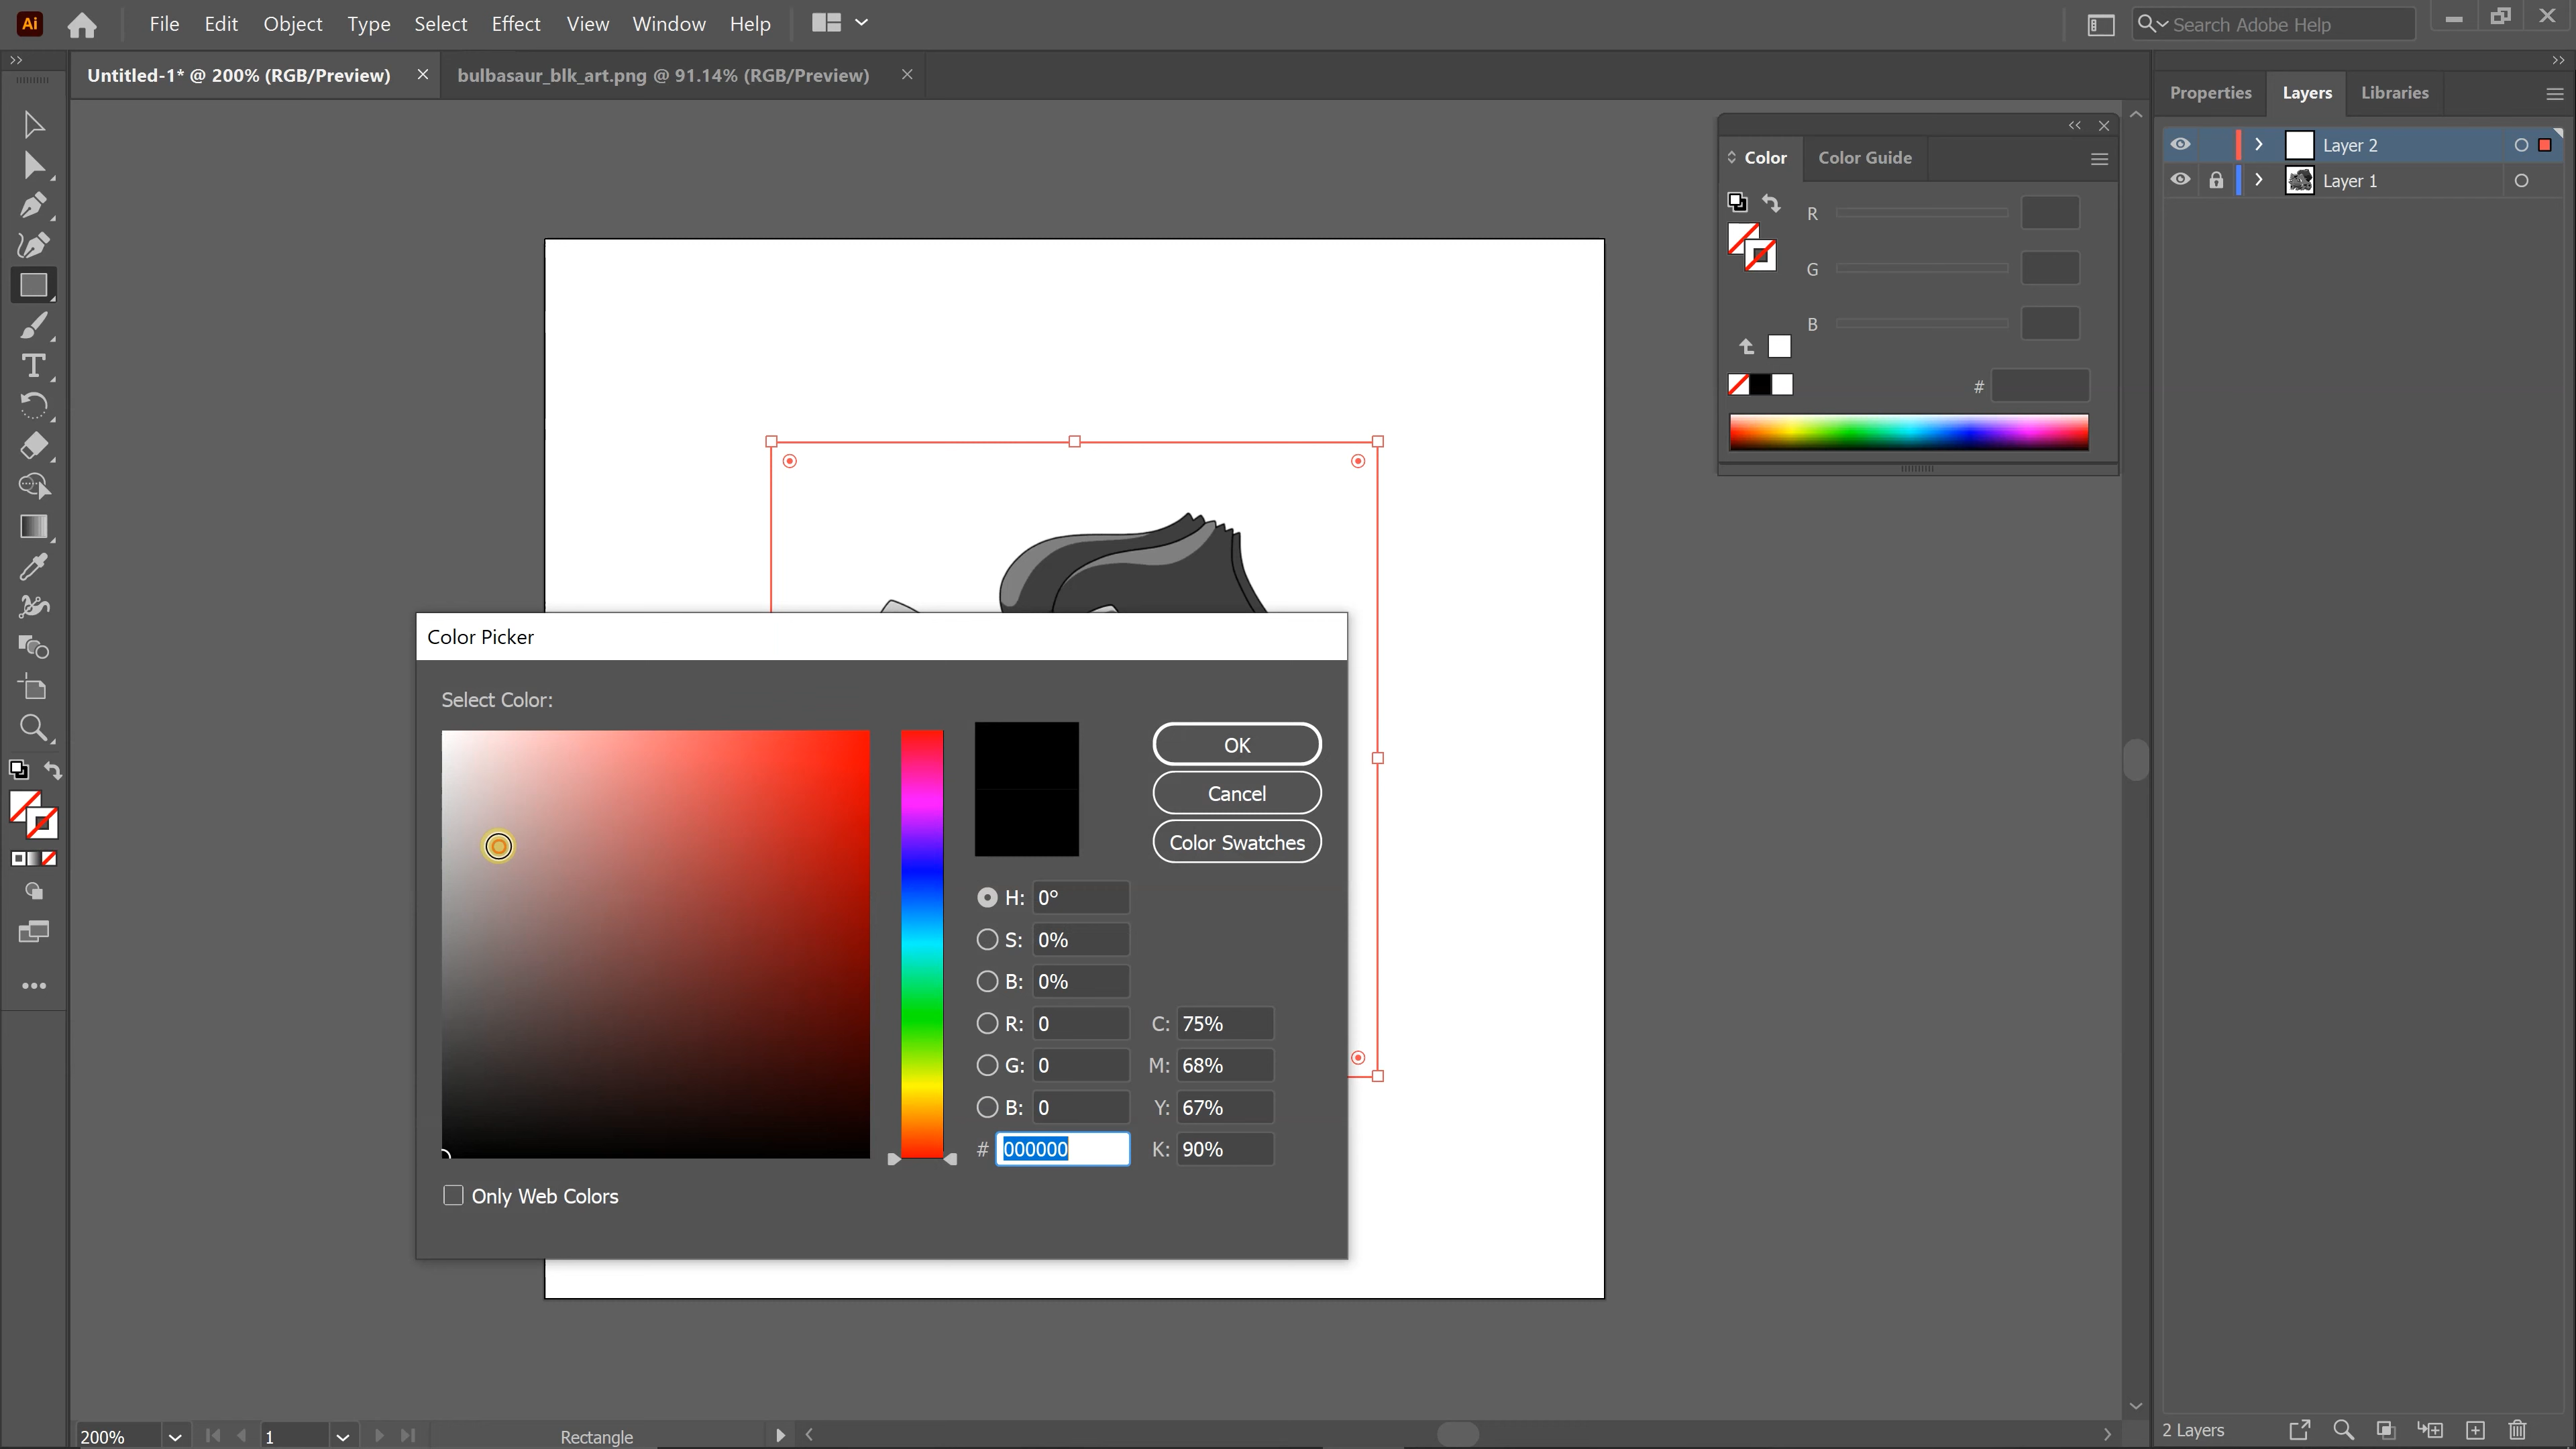 Ai File Edit Object Type Select Effect View Window Help Search Adobe Help
Untitled-1* @ 200% (RGB/Preview) bulbasaur_blk_art.png @ 91.14% (RGB/Preview)
Properties Layers Libraries
Layer 2
Layer 1
Color Color Guide
R
G
B
#
Color Picker
Select Color:
OK
Cancel
Color Swatches
H: 0°
S: 0%
B: 0%
R: 0 C: 75%
G: 0 M: 68%
B: 0 Y: 67%
# 000000 K: 90%
Only Web Colors
T
200% 1 Rectangle
2 Layers